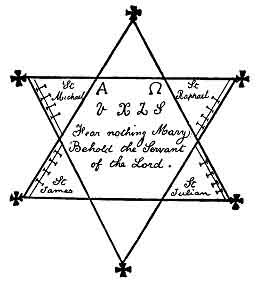 St Michael
St Raphael
A Ω
V X L S
Fear nothing Mary
Behold the Servant
of the Lord.
St James
St Julian